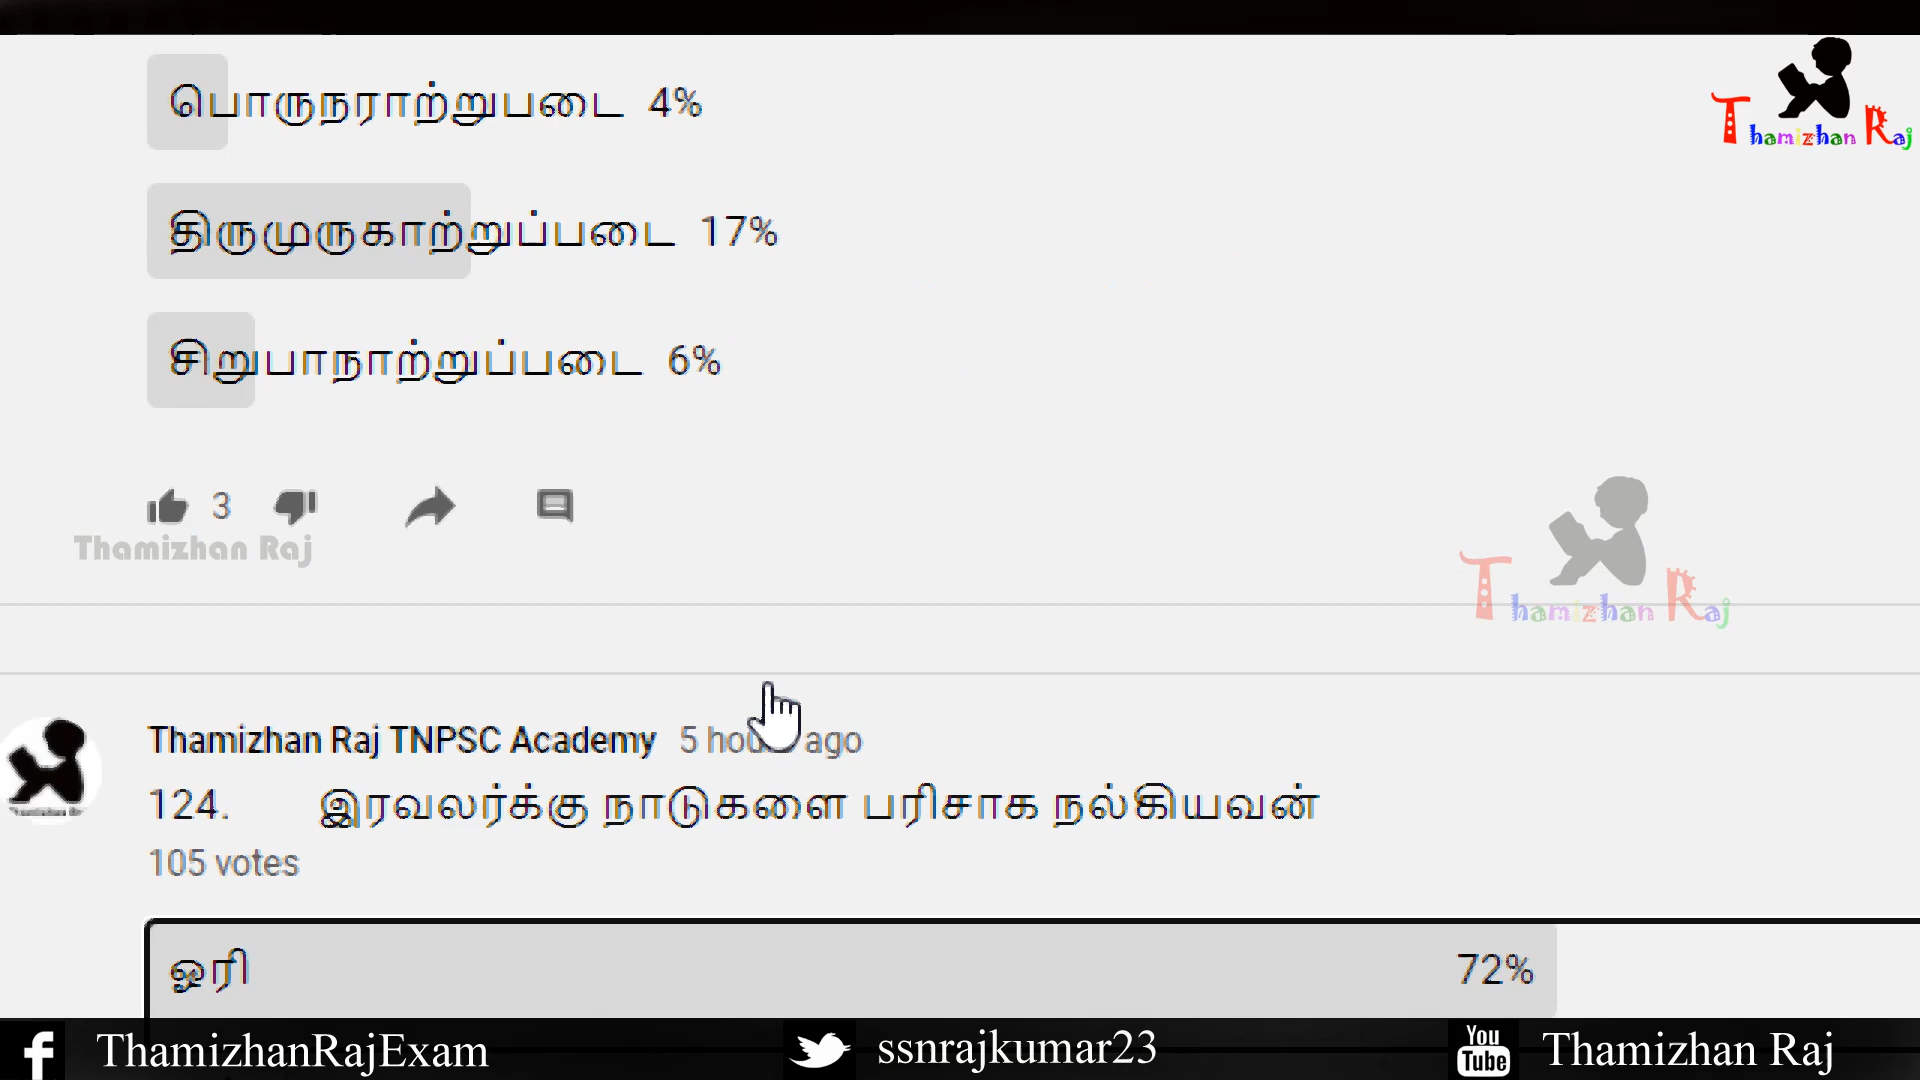 பொருநராற்றுபடை 4%
Thamizhan Raj
திருமுருகாற்றுப்படை 17%
சிறுபாநாற்றுப்படை 6%
3
Thamizhan Raj
Thamizhan Raj
Thamizhan Raj TNPSC Academy 5 hours ago
124. இரவலர்க்கு நாடுகளை பரிசாக நல்கியவன்
105 votes
ஓரி 72%
ThamizhanRajExam ssnrajkumar23 You Tube Thamizhan Raj